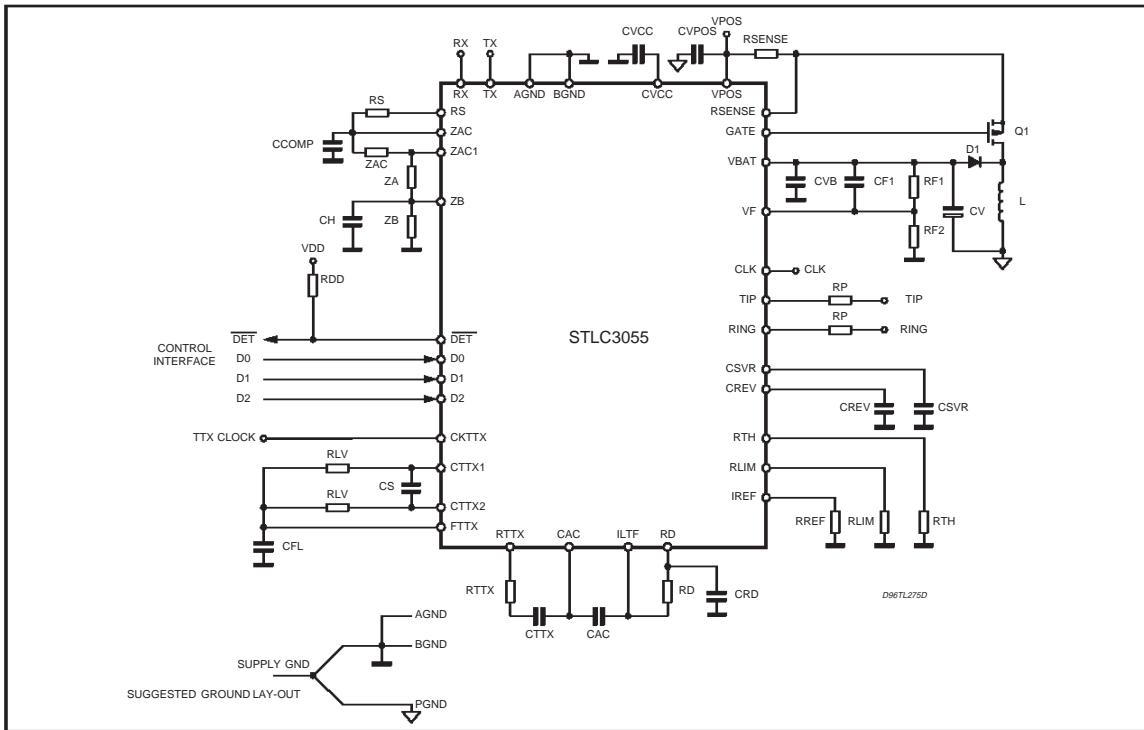 VPOS
RX TX CVCC CVPOS RSENSE
RX TX AGND BGND CVCC VPOS
RS RS RSENSE
CCOMP ZAC GATE Q1
ZAC ZAC1 VBAT D1
ZA CVB CF1 RF1 CV L
CH ZB ZB VF RF2
VDD
RDD CLK CLK
TIP RP TIP
RING RP RING
STLC3055
DET DET
CONTROL INTERFACE
D0 D0
D1 D1
D2 D2
CSVR
CREV CREV CSVR
TTX CLOCK CKTTX RTH
RLV CTTX1 RLIM
CS
RLV CTTX2 IREF
FTTX RREF RLIM RTH
CFL
RTTX CAC ILTF RD
RTTX RD CRD
CTTX CAC
D96TL275D
AGND
BGND
SUPPLY GND
SUGGESTED GROUND LAY-OUT
PGND